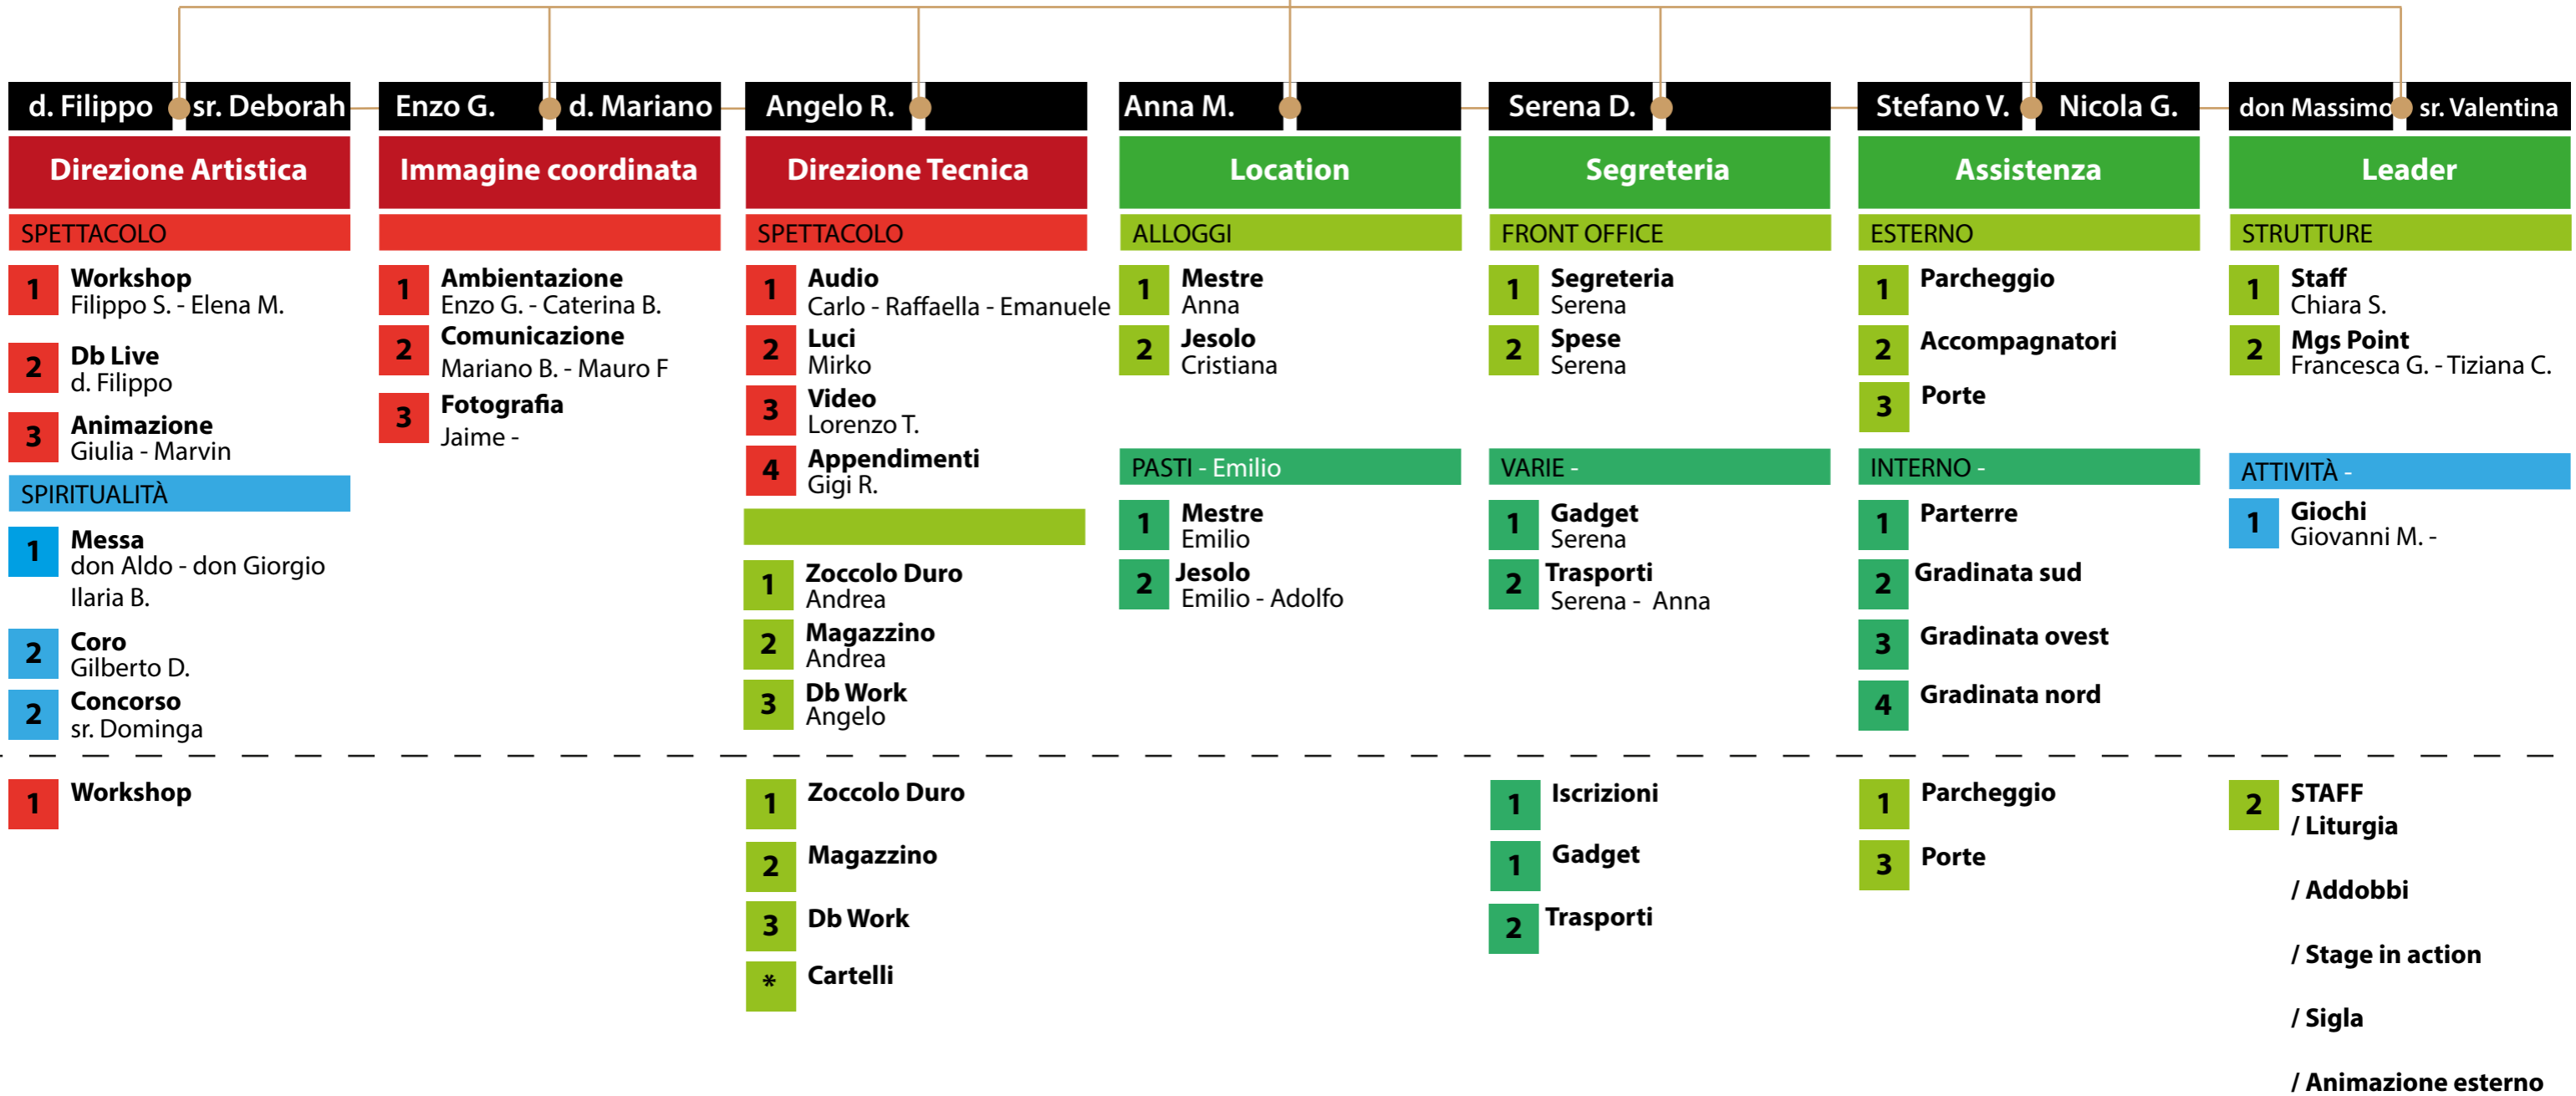 d. Filippo sr. Deborah
Direzione Artistica
SPETTACOLO
1 Workshop
Filippo S. - Elena M.
2 Db Live
d. Filippo
3 Animazione
Giulia - Marvin
SPIRITUALITÀ
1 Messa
don Aldo - don Giorgio
Ilaria B.
2 Coro
Gilberto D.
2 Concorso
sr. Dominga
1 Workshop
Enzo G. d. Mariano
Immagine coordinata
1 Ambientazione
Enzo G. - Caterina B.
2 Comunicazione
Mariano B. - Mauro F
3 Fotografia
Jaime -
Angelo R.
Direzione Tecnica
SPETTACOLO
1 Audio
Carlo - Raffaella - Emanuele
2 Luci
Mirko
3 Video
Lorenzo T.
4 Appendimenti
Gigi R.
1 Zoccolo Duro
Andrea
2 Magazzino
Andrea
3 Db Work
Angelo
1 Zoccolo Duro
2 Magazzino
3 Db Work
* Cartelli
Anna M.
Location
ALLOGGI
1 Mestre
Anna
2 Jesolo
Cristiana
PASTI - Emilio
1 Mestre
Emilio
2 Jesolo
Emilio - Adolfo
Serena D.
Segreteria
FRONT OFFICE
1 Segreteria
Serena
2 Spese
Serena
VARIE -
1 Gadget
Serena
2 Trasporti
Serena - Anna
1 Iscrizioni
1 Gadget
2 Trasporti
Stefano V. Nicola G.
Assistenza
ESTERNO
1 Parcheggio
2 Accompagnatori
3 Porte
INTERNO -
1 Parterre
2 Gradinata sud
3 Gradinata ovest
4 Gradinata nord
1 Parcheggio
3 Porte
don Massimo sr. Valentina
Leader
STRUTTURE
1 Staff
Chiara S.
2 Mgs Point
Francesca G. - Tiziana C.
ATTIVITÀ -
1 Giochi
Giovanni M. -
2 STAFF
/ Liturgia
/ Addobbi
/ Stage in action
/ Sigla
/ Animazione esterno